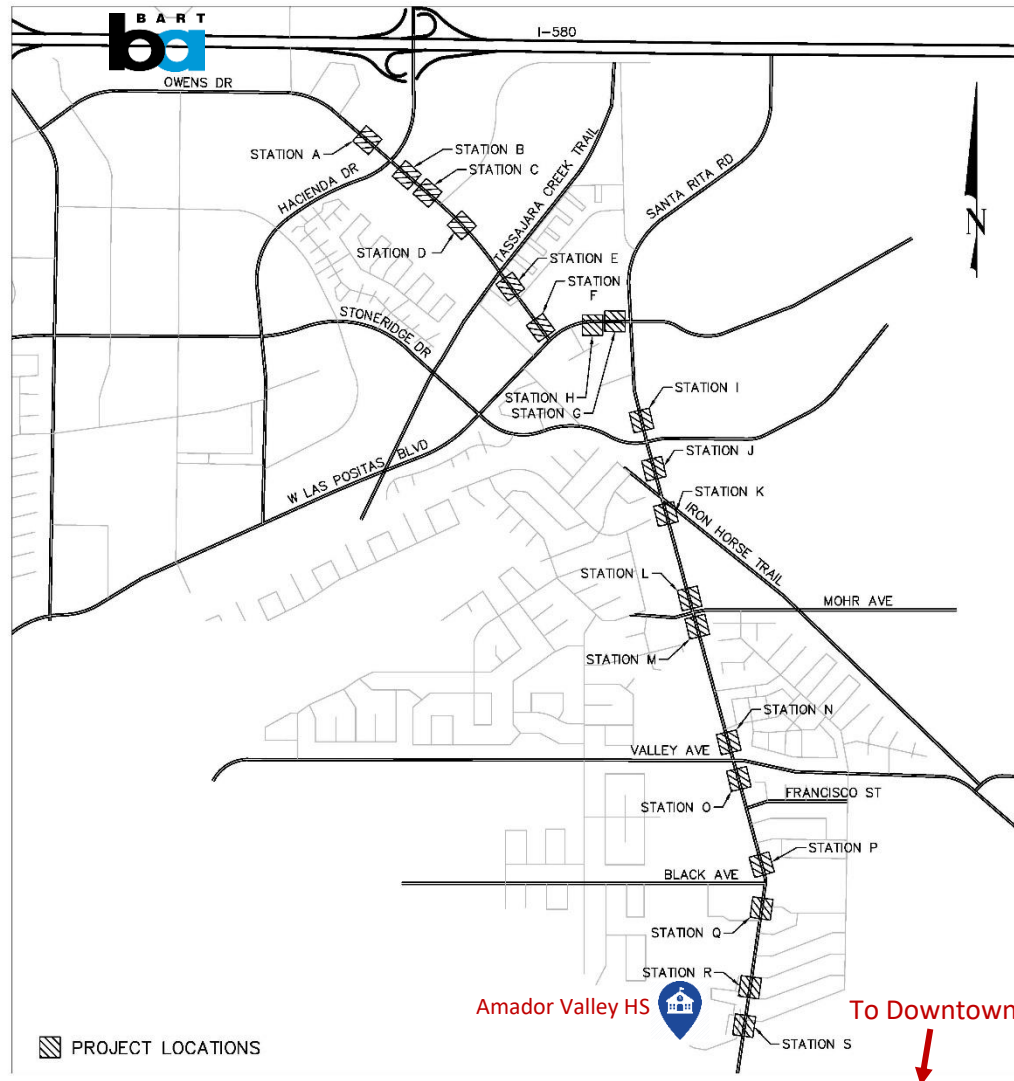 BART
ba
I-580
OWENS DR
STATION A
STATION B
STATION C
HACIENDA DR
STATION D
TASSAJARA CREEK TRAIL
SANTA RITA RD
N
STATION E
STATION
F
STONERIDGE DR
STATION H
STATION G
STATION I
STATION J
W LAS POSITAS BLVD
STATION K
IRON HORSE TRAIL
STATION L
MOHR AVE
STATION M
STATION N
VALLEY AVE
STATION O
FRANCISCO ST
STATION P
BLACK AVE
STATION Q
STATION R
Amador Valley HS
To Downtown
STATION S
PROJECT LOCATIONS